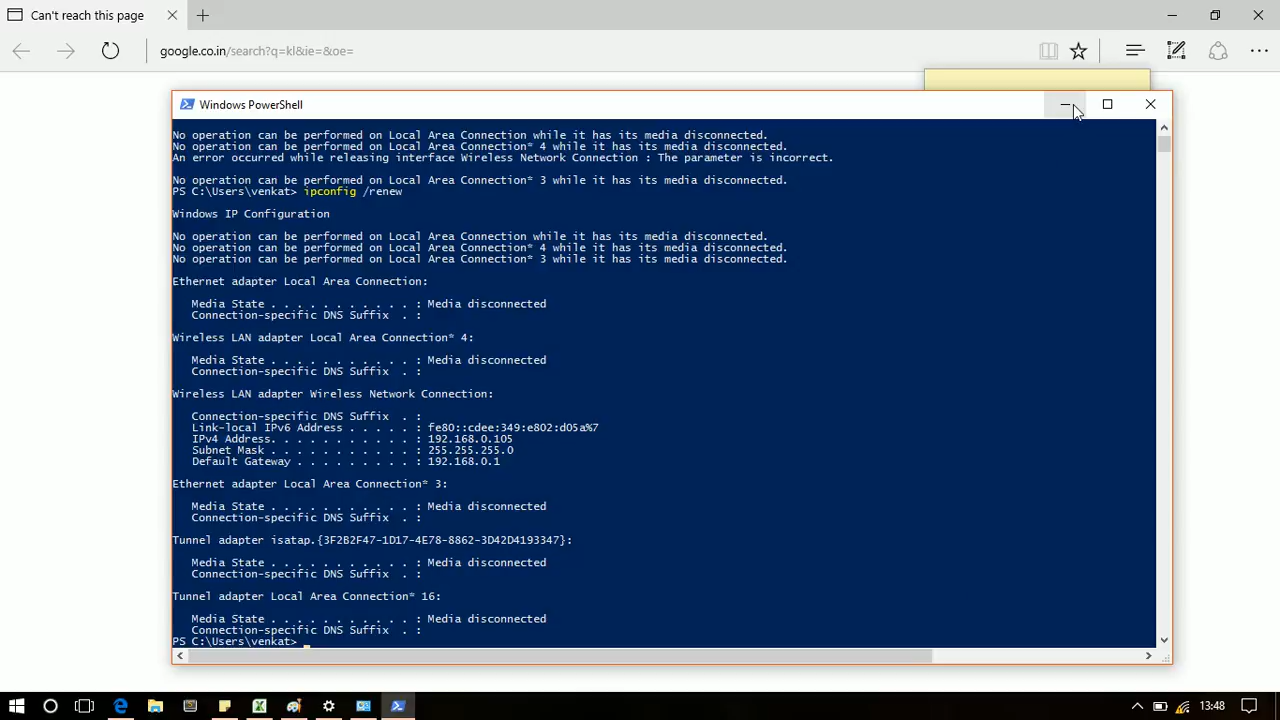 Can't reach this page
google.co.in/search?q=kl&ie=&oe=
Windows PowerShell
No operation can be performed on Local Area Connection while it has its media disconnected.
No operation can be performed on Local Area Connection* 4 while it has its media disconnected.
An error occurred while releasing interface Wireless Network Connection : The parameter is incorrect.
No operation can be performed on Local Area Connection* 3 while it has its media disconnected.
PS C:\Users\venkat> ipconfig /renew
Windows IP Configuration
No operation can be performed on Local Area Connection while it has its media disconnected.
No operation can be performed on Local Area Connection* 4 while it has its media disconnected.
No operation can be performed on Local Area Connection* 3 while it has its media disconnected.
Ethernet adapter Local Area Connection:
Media State . . . . . . . . . . . : Media disconnected
Connection-specific DNS Suffix  . :
Wireless LAN adapter Local Area Connection* 4:
Media State . . . . . . . . . . . : Media disconnected
Connection-specific DNS Suffix  . :
Wireless LAN adapter Wireless Network Connection:
Connection-specific DNS Suffix  . :
Link-local IPv6 Address . . . . . : fe80::cdee:349:e802:d05a%7
IPv4 Address. . . . . . . . . . . : 192.168.0.105
Subnet Mask . . . . . . . . . . . : 255.255.255.0
Default Gateway . . . . . . . . . : 192.168.0.1
Ethernet adapter Local Area Connection* 3:
Media State . . . . . . . . . . . : Media disconnected
Connection-specific DNS Suffix  . :
Tunnel adapter isatap.{3F2B2F47-1D17-4E78-8862-3D42D4193347}:
Media State . . . . . . . . . . . : Media disconnected
Connection-specific DNS Suffix  . :
Tunnel adapter Local Area Connection* 16:
Media State . . . . . . . . . . . : Media disconnected
Connection-specific DNS Suffix  . :
PS C:\Users\venkat>
13:48